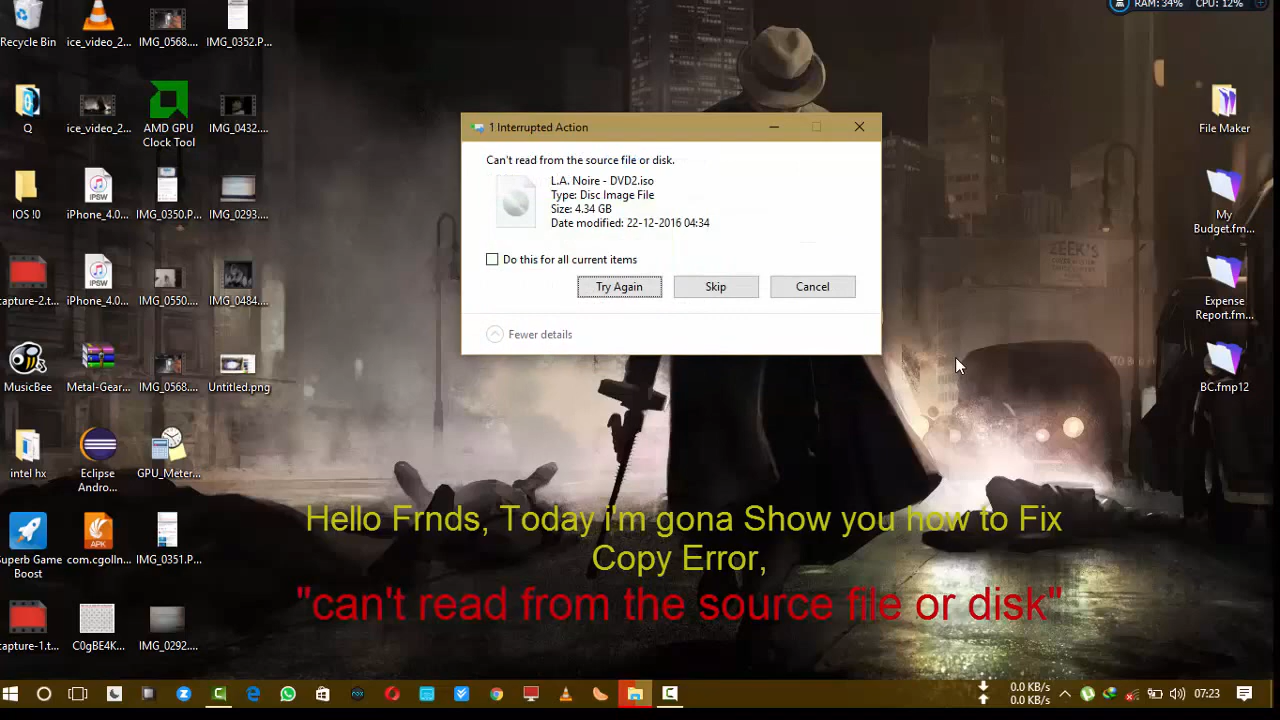 RAM: 34% CPU: 12%
Recycle Bin
ice_video_2...
IMG_0568....
IMG_0352.P...
Q
ice_video_2...
AMD GPU
Clock Tool
IMG_0432....
IOS !0
iPhone_4.0...
IMG_0350.P...
IMG_0293....
capture-2.t...
iPhone_4.0...
IMG_0550....
IMG_0484....
MusicBee
Metal-Gear...
IMG_0568....
Untitled.png
intel hx
Eclipse
Andro...
GPU_Meter...
Superb Game
Boost
com.cgolln...
IMG_0351.P...
capture-1.t...
C0gBE4K...
IMG_0292....
1 Interrupted Action
Can't read from the source file or disk.
L.A. Noire - DVD2.iso
Type: Disc Image File
Size: 4.34 GB
Date modified: 22-12-2016 04:34
Do this for all current items
Try Again
Skip
Cancel
Fewer details
ZEEK'S
File Maker
My
Budget.fm...
Expense
Report.fm...
BC.fmp12
Hello Frnds, Today i'm gona Show you how to Fix
Copy Error,
"can't read from the source file or disk"
0.0 KB/s
0.0 KB/s
07:23